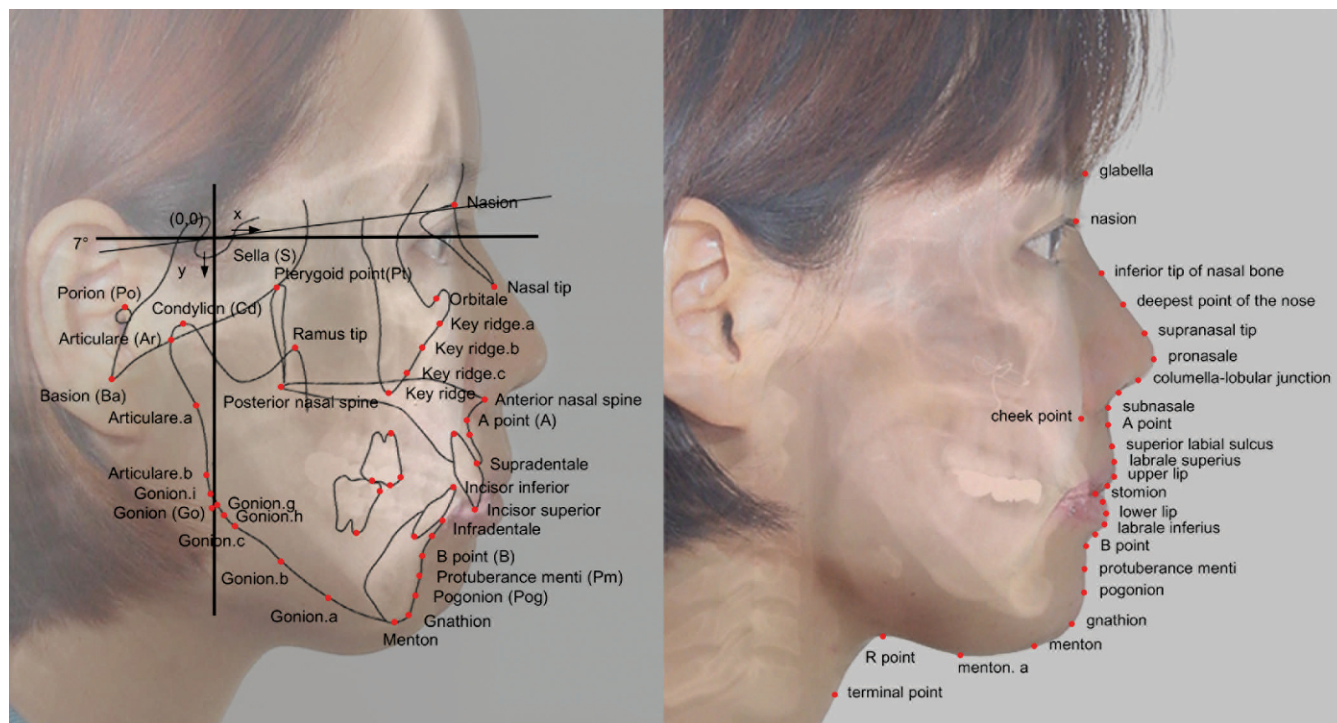 Nasion
(0,0)
x
7°
Sella (S)
y
Pterygoid point(Pt)
Nasal tip
Porion (Po)
Orbitale
Condylion (Cd)
Key ridge.a
Articulare (Ar)
Ramus tip
Key ridge.b
Key ridge.c
Basion (Ba)
Key ridge
Posterior nasal spine
Anterior nasal spine
Articulare.a
A point (A)
Supradentale
Articulare.b
Incisor inferior
Gonion.i
Gonion.g
Gonion (Go)
Gonion.h
Incisor superior
Infradentale
Gonion.c
B point (B)
Gonion.b
Protuberance menti (Pm)
Pogonion (Pog)
Gonion.a
Gnathion
Menton
glabella
nasion
inferior tip of nasal bone
deepest point of the nose
supranasal tip
pronasale
columella-lobular junction
subnasale
cheek point
A point
superior labial sulcus
labrale superius
upper lip
stomion
lower lip
labrale inferius
B point
protuberance menti
pogonion
gnathion
menton
R point
menton. a
terminal point